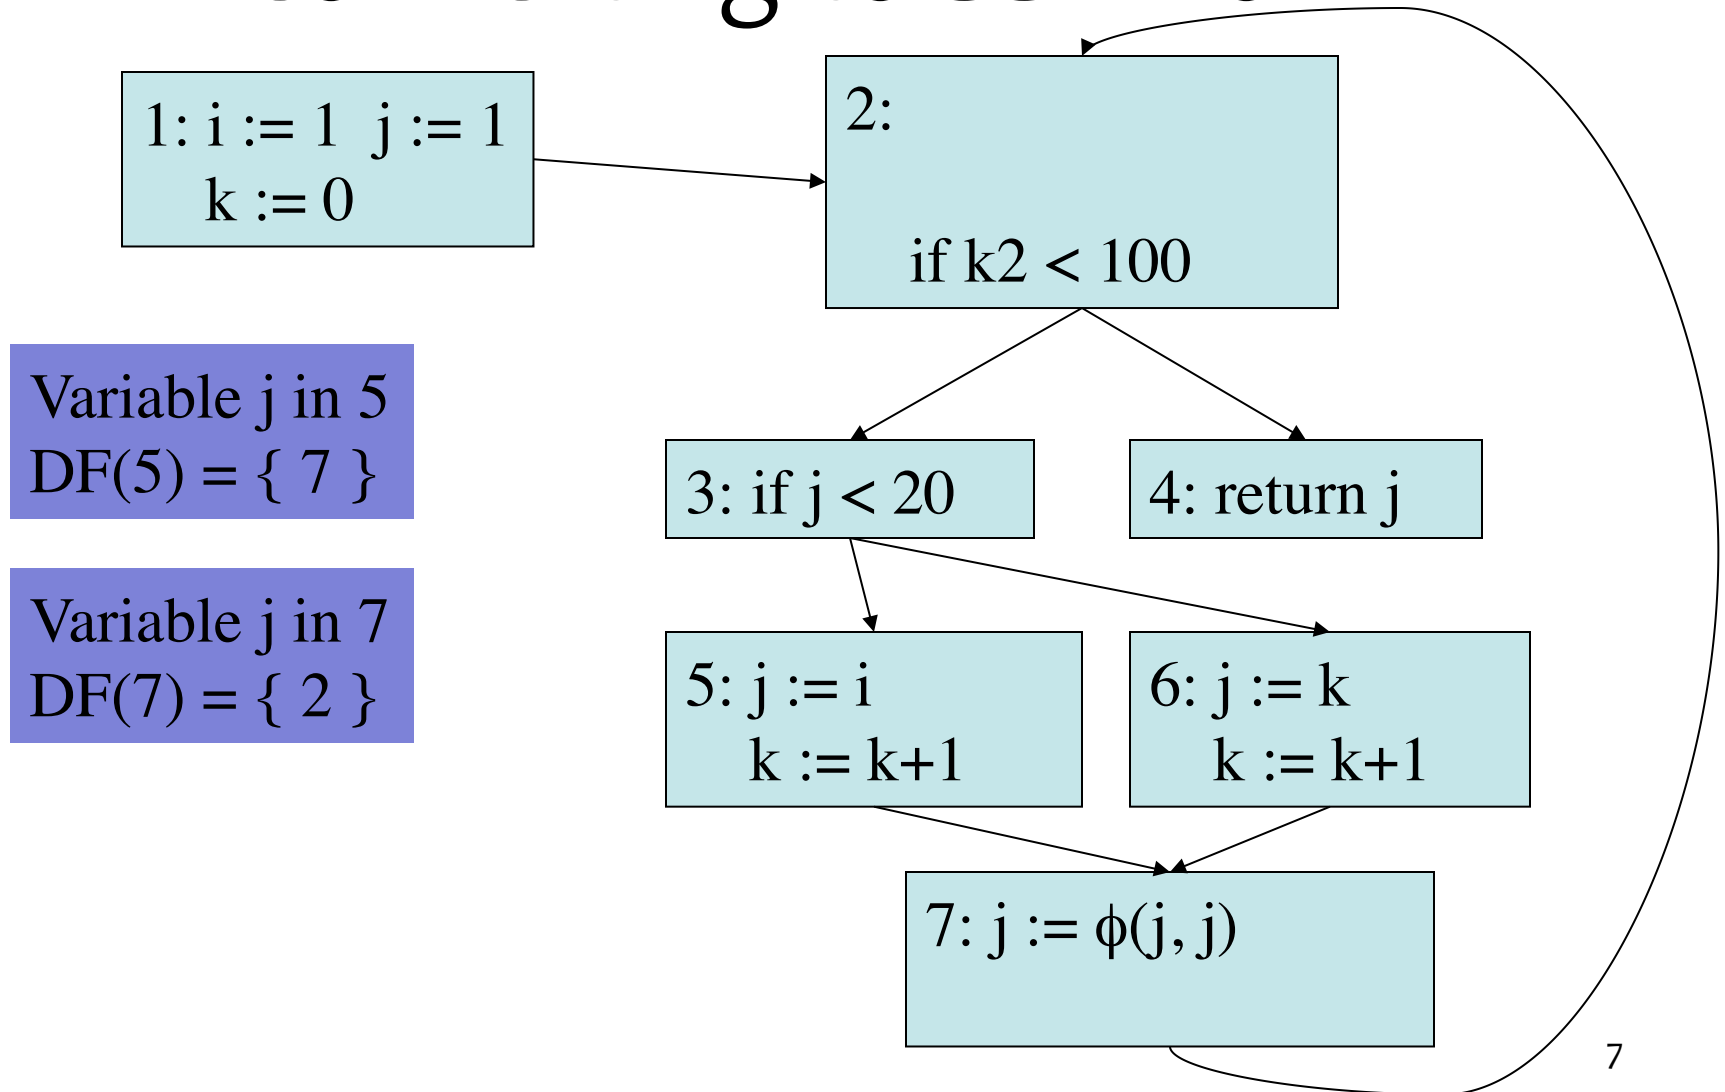 1: i := 1 j := 1
k := 0
2:
if k2 < 100
Variable j in 5
DF(5) = { 7 }
3: if j < 20
4: return j
Variable j in 7
DF(7) = { 2 }
5: j := i
k := k+1
6: j := k
k := k+1
7: j := ϕ(j, j)
7